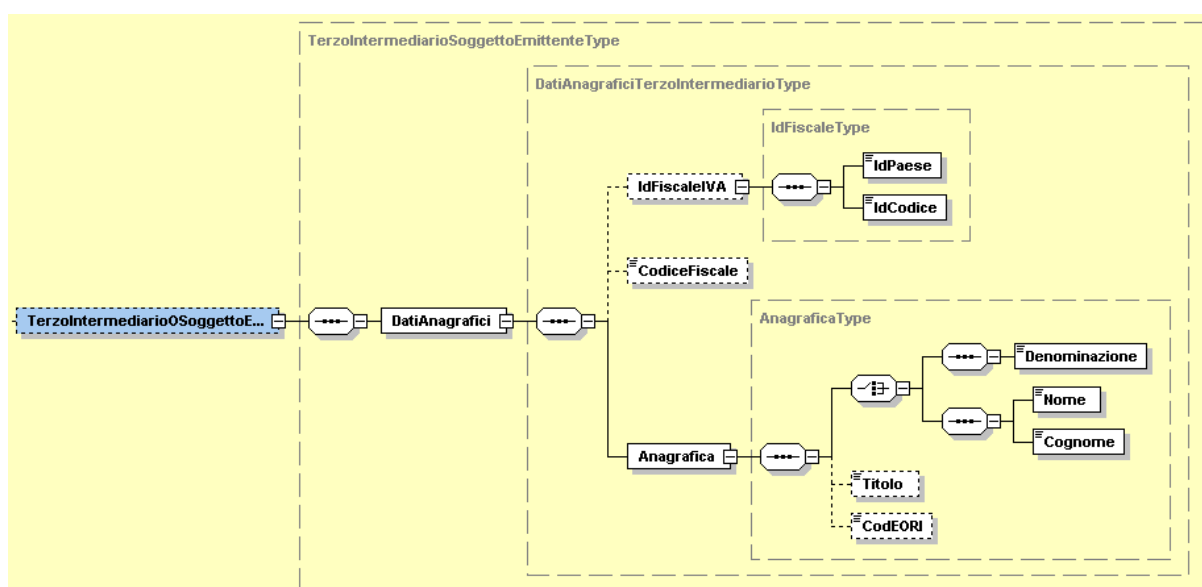 TerzoIntermediarioSoggettoEmittenteType
DatiAnagraficiTerzoIntermediarioType
IdFiscaleType
IdPaese
IdFiscaleIVA
IdCodice
CodiceFiscale
TerzoIntermediarioOSoggettoE...
DatiAnagrafici
AnagraficaType
Denominazione
Nome
Cognome
Anagrafica
Titolo
CodEORI